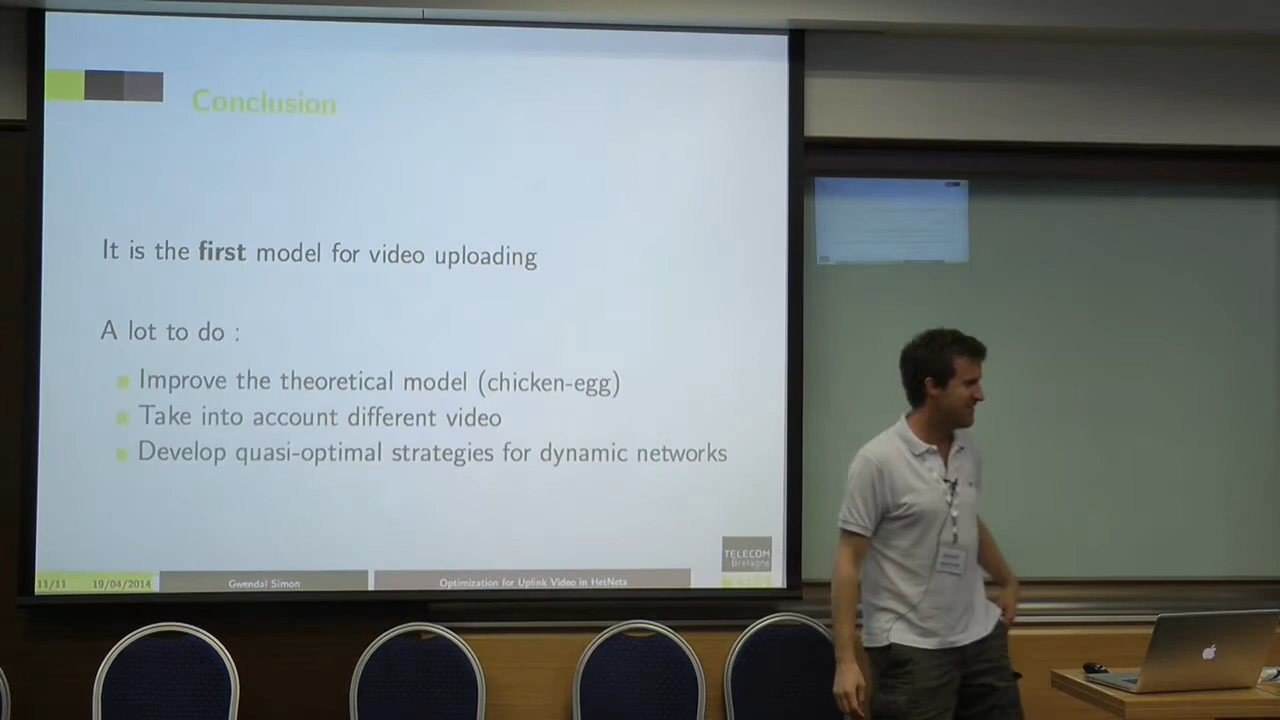 Conclusion
It is the first model for video uploading
A lot to do :
Improve the theoretical model (chicken-egg)
Take into account different video
Develop quasi-optimal strategies for dynamic networks
TELECOM
Bretagne
11/11 19/04/2014 Gwendal Simon Optimization for Uplink Video in HetNets